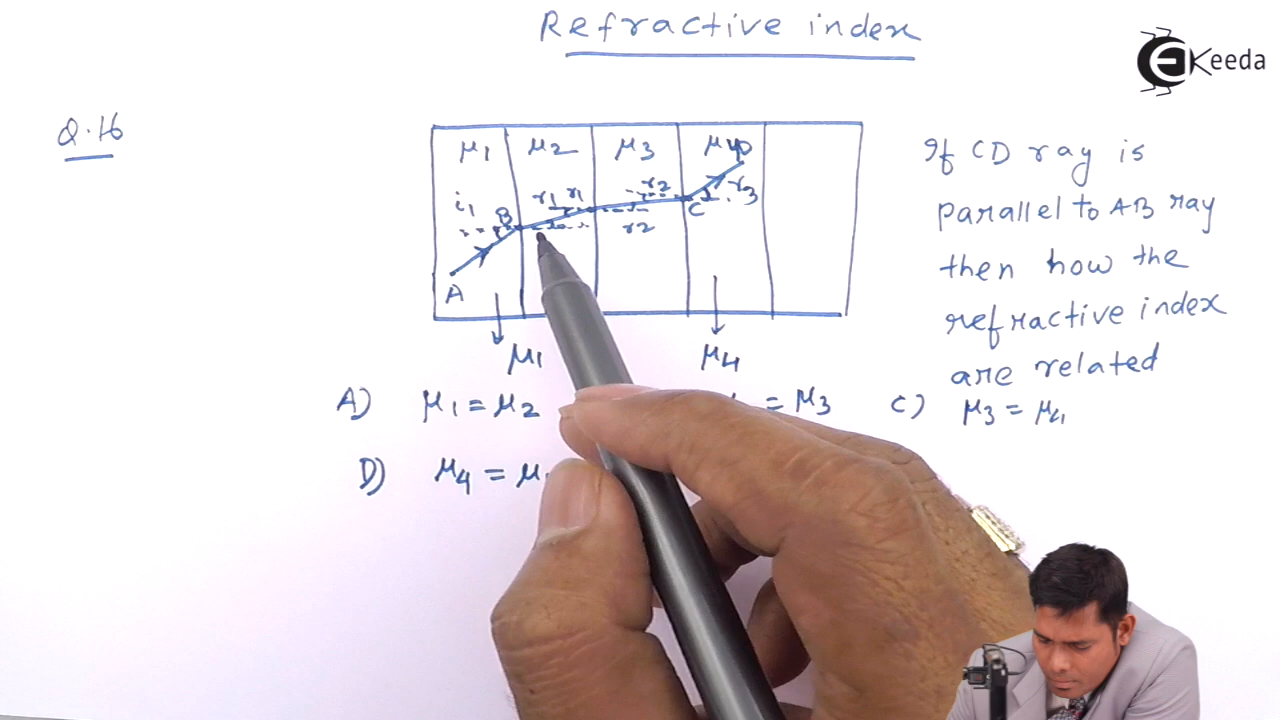 Refractive index
EKeeda
Q.16
μ1 μ2 μ3 μ4 D
i1 B r1 r1 r2 r2 C r3
A
μ1 μ4
If CD ray is
parallel to AB ray
then how the
refractive index
are related
A) μ1 = μ2 = μ3 C) μ3 = μ4
D) μ4 = μ